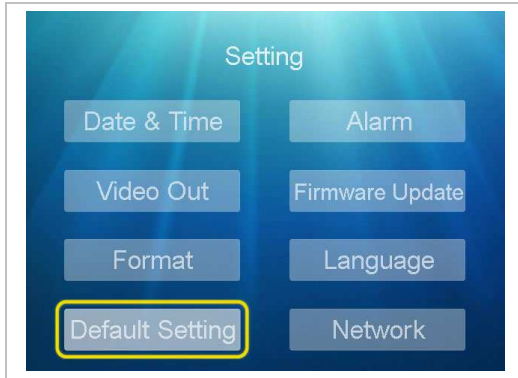 Setting
Date & Time
Alarm
Video Out
Firmware Update
Format
Language
Default Setting
Network